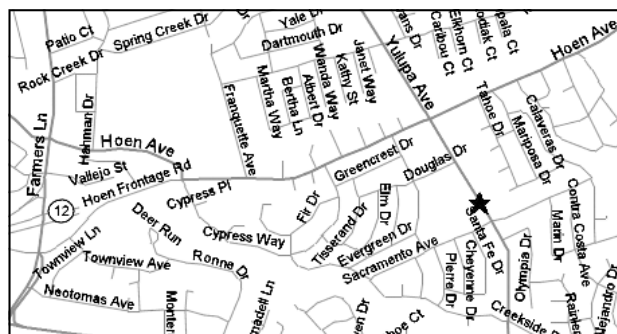 Patio Ct
Spring Creek Dr
Yale Dr
Dartmouth Dr
Rock Creek Dr
Caribou Ct
Elkhorn Ct
Hoen Ave
Yulupa Ave
Janet Way
Kathy St
Wanda Way
Albert Dr
Bertha Ln
Martha Way
Franquette Ave
Tahoe Dr
Calaveras Dr
Mariposa Dr
Hahman Dr
Hoen Ave
Farmers Ln
Vallejo St
Hoen Frontage Rd
Cypress Pl
Greencrest Dr
Douglas Dr
12
Fir Dr
Elm Dr
Tisserand Dr
Deer Run
Cypress Way
Evergreen Dr
Santa Fe Dr
Contra Costa Ave
Marin Dr
Townview Ln
Townview Ave
Ronne Dr
Sacramento Ave
Neotomas Ave
Pierre Dr
Cheyenne Dr
Olympia Dr
Creekside